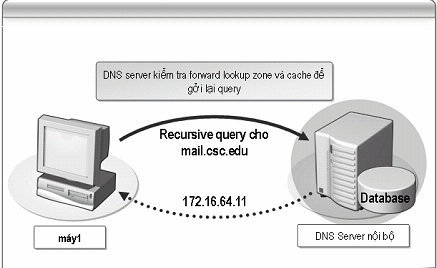 DNS server kiểm tra forward lookup zone và cache để
gởi lại query
Recursive query cho
mail.csc.edu
172.16.64.11
Database
máy1
DNS Server nội bộ